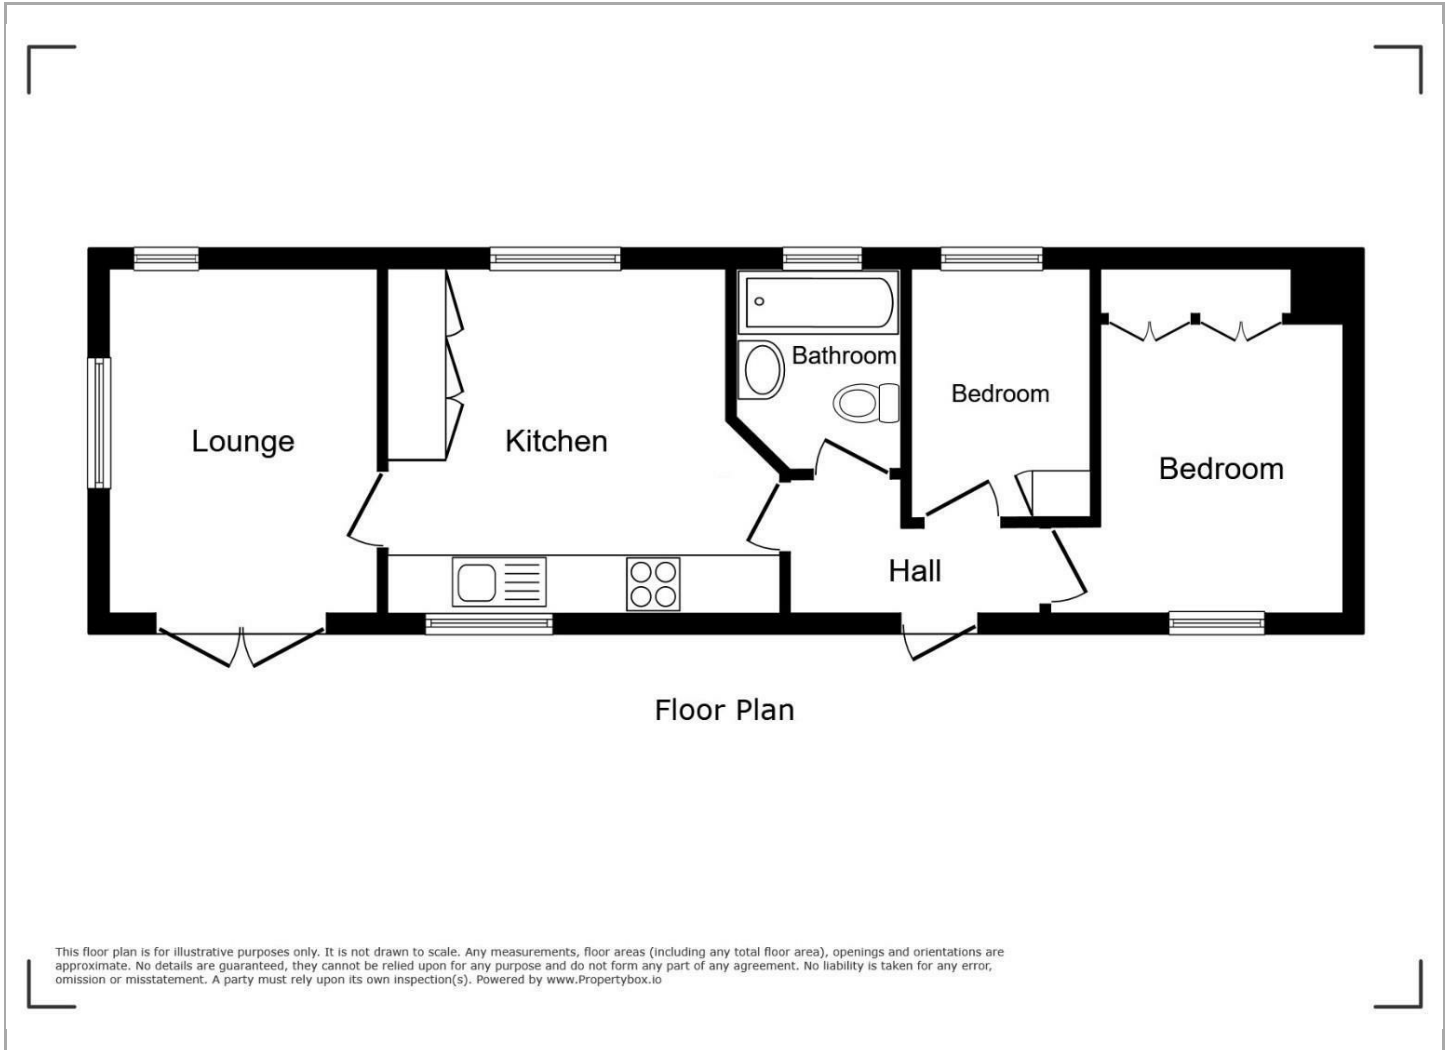 Bathroom
Bedroom
Lounge
Kitchen
Bedroom
Hall
Floor Plan
This floor plan is for illustrative purposes only. It is not drawn to scale. Any measurements, floor areas (including any total floor area), openings and orientations are
approximate. No details are guaranteed, they cannot be relied upon for any purpose and do not form any part of any agreement. No liability is taken for any error,
omission or misstatement. A party must rely upon its own inspection(s). Powered by www.Propertybox.io